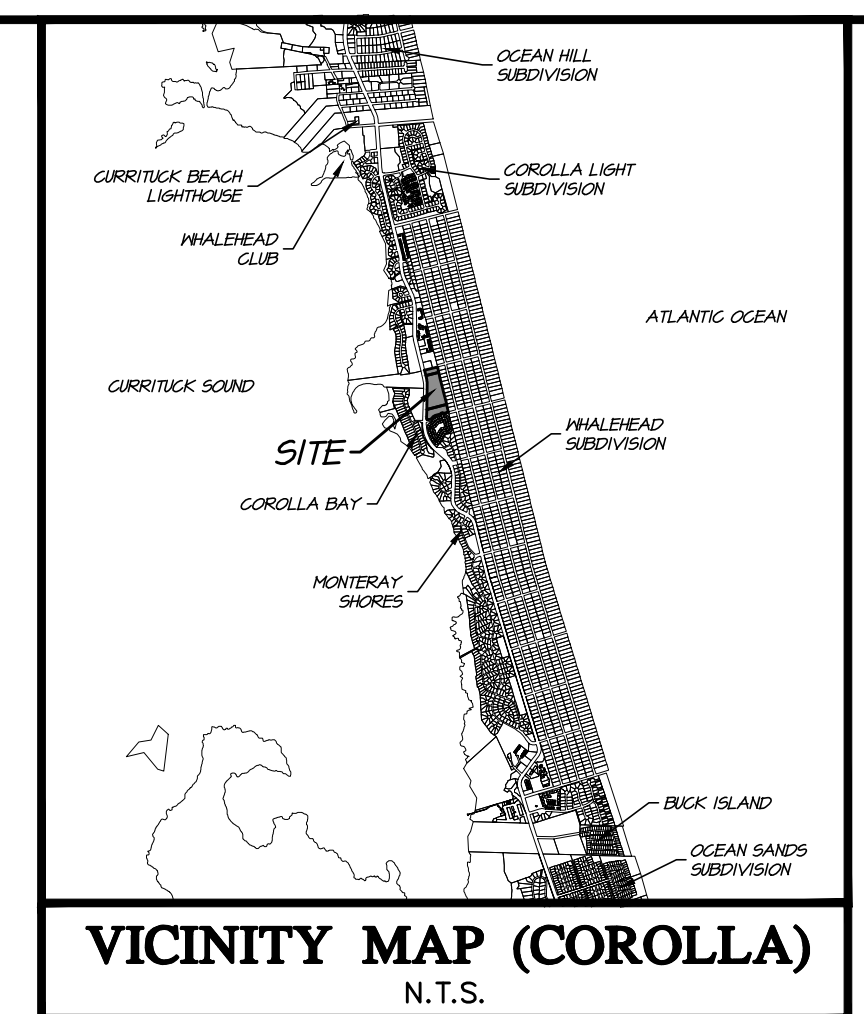 OCEAN HILL
SUBDIVISION
CURRITUCK BEACH
LIGHTHOUSE
COROLLA LIGHT
SUBDIVISION
WHALEHEAD
CLUB
ATLANTIC OCEAN
CURRITUCK SOUND
WHALEHEAD
SUBDIVISION
SITE
COROLLA BAY
MONTERAY
SHORES
BUCK ISLAND
OCEAN SANDS
SUBDIVISION
VICINITY MAP (COROLLA)
N.T.S.